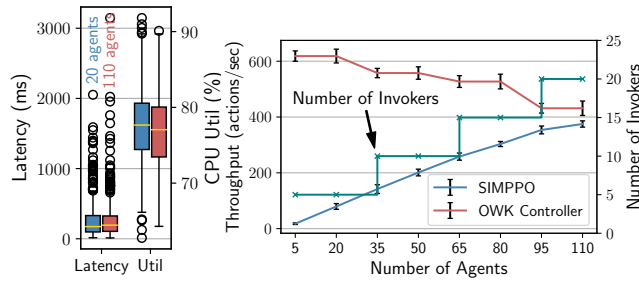 3000
2000
1000
0
Latency (ms)
20 agents
110 agents
90
80
70
CPU Util (%)
Latency
Util
600
400
200
0
Throughput (actions/sec)
Number of Invokers
SIMPPO
OWK Controller
25
20
15
10
5
0
Number of Invokers
5 20 35 50 65 80 95 110
Number of Agents